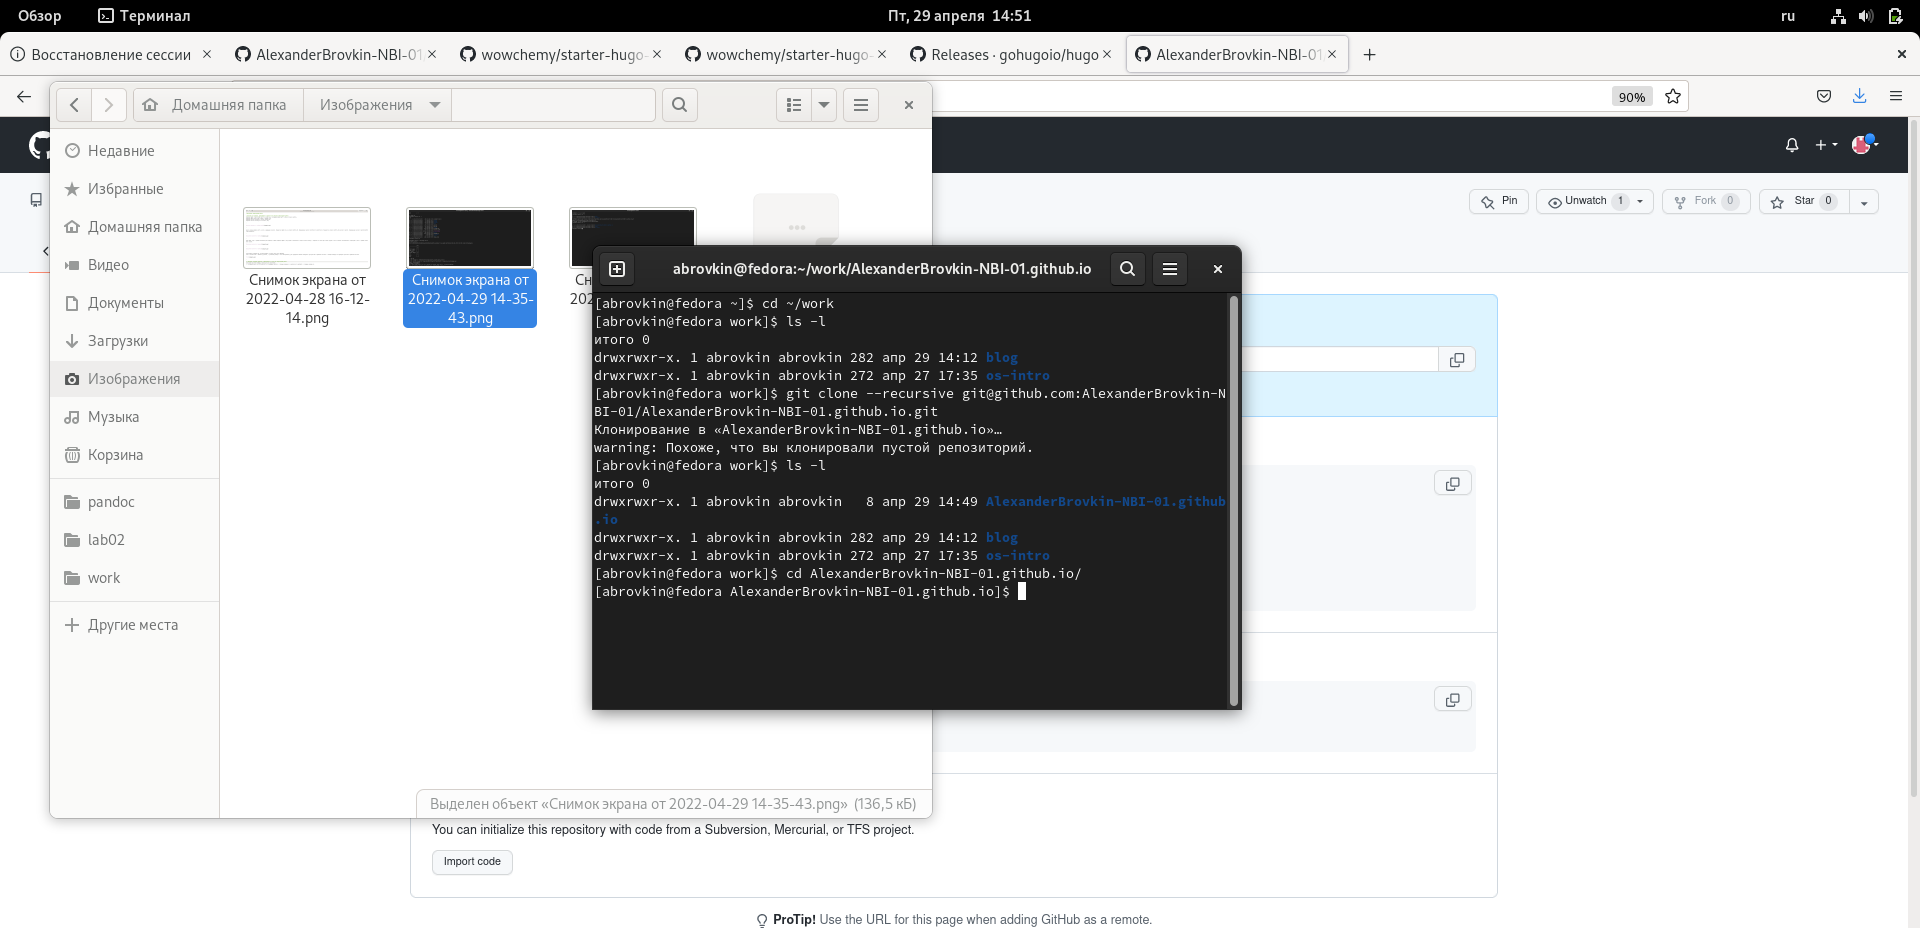 Обзор
Терминал
Пт, 29 апреля 14:51
ru
Восстановление сессии
AlexanderBrovkin-NBI-01
wowchemy/starter-hugo-
wowchemy/starter-hugo-
Releases · gohugoio/hugo
AlexanderBrovkin-NBI-01
90%
Домашняя папка
Изображения
Недавние
Избранные
Домашняя папка
Видео
Документы
Загрузки
Изображения
Музыка
Корзина
pandoc
lab02
work
Другие места
Снимок экрана от
2022-04-28 16-12-
14.png
Снимок экрана от
2022-04-29 14-35-
43.png
Сн
202
Выделен объект «Снимок экрана от 2022-04-29 14-35-43.png» (136,5 кБ)
Pin
Unwatch 1
Fork 0
Star 0
abrovkin@fedora:~/work/AlexanderBrovkin-NBI-01.github.io
[abrovkin@fedora ~]$ cd ~/work
[abrovkin@fedora work]$ ls -l
итого 0
drwxrwxr-x. 1 abrovkin abrovkin 282 апр 29 14:12 blog
drwxrwxr-x. 1 abrovkin abrovkin 272 апр 27 17:35 os-intro
[abrovkin@fedora work]$ git clone --recursive git@github.com:AlexanderBrovkin-N
BI-01/AlexanderBrovkin-NBI-01.github.io.git
Клонирование в «AlexanderBrovkin-NBI-01.github.io»…
warning: Похоже, что вы клонировали пустой репозиторий.
[abrovkin@fedora work]$ ls -l
итого 0
drwxrwxr-x. 1 abrovkin abrovkin   8 апр 29 14:49 AlexanderBrovkin-NBI-01.github
.io
drwxrwxr-x. 1 abrovkin abrovkin 282 апр 29 14:12 blog
drwxrwxr-x. 1 abrovkin abrovkin 272 апр 27 17:35 os-intro
[abrovkin@fedora work]$ cd AlexanderBrovkin-NBI-01.github.io/
[abrovkin@fedora AlexanderBrovkin-NBI-01.github.io]$
You can initialize this repository with code from a Subversion, Mercurial, or TFS project.
Import code
ProTip! Use the URL for this page when adding GitHub as a remote.